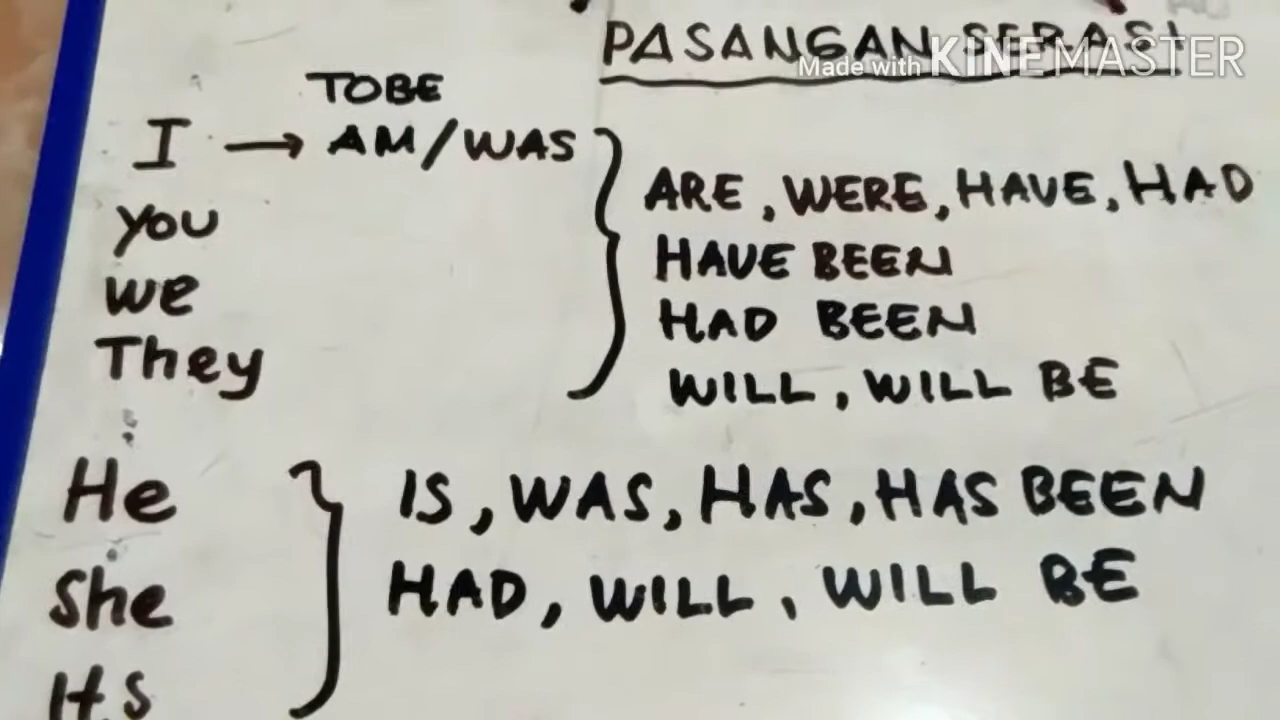 PASANGAN SERASI
Made with KINEMASTER
TOBE
I → AM/WAS
YOU
We
They
ARE, WERE, HAVE, HAD
HAVE BEEN
HAD BEEN
WILL, WILL BE
He
She
Its
IS, WAS, HAS, HAS BEEN
HAD, WILL, WILL BE